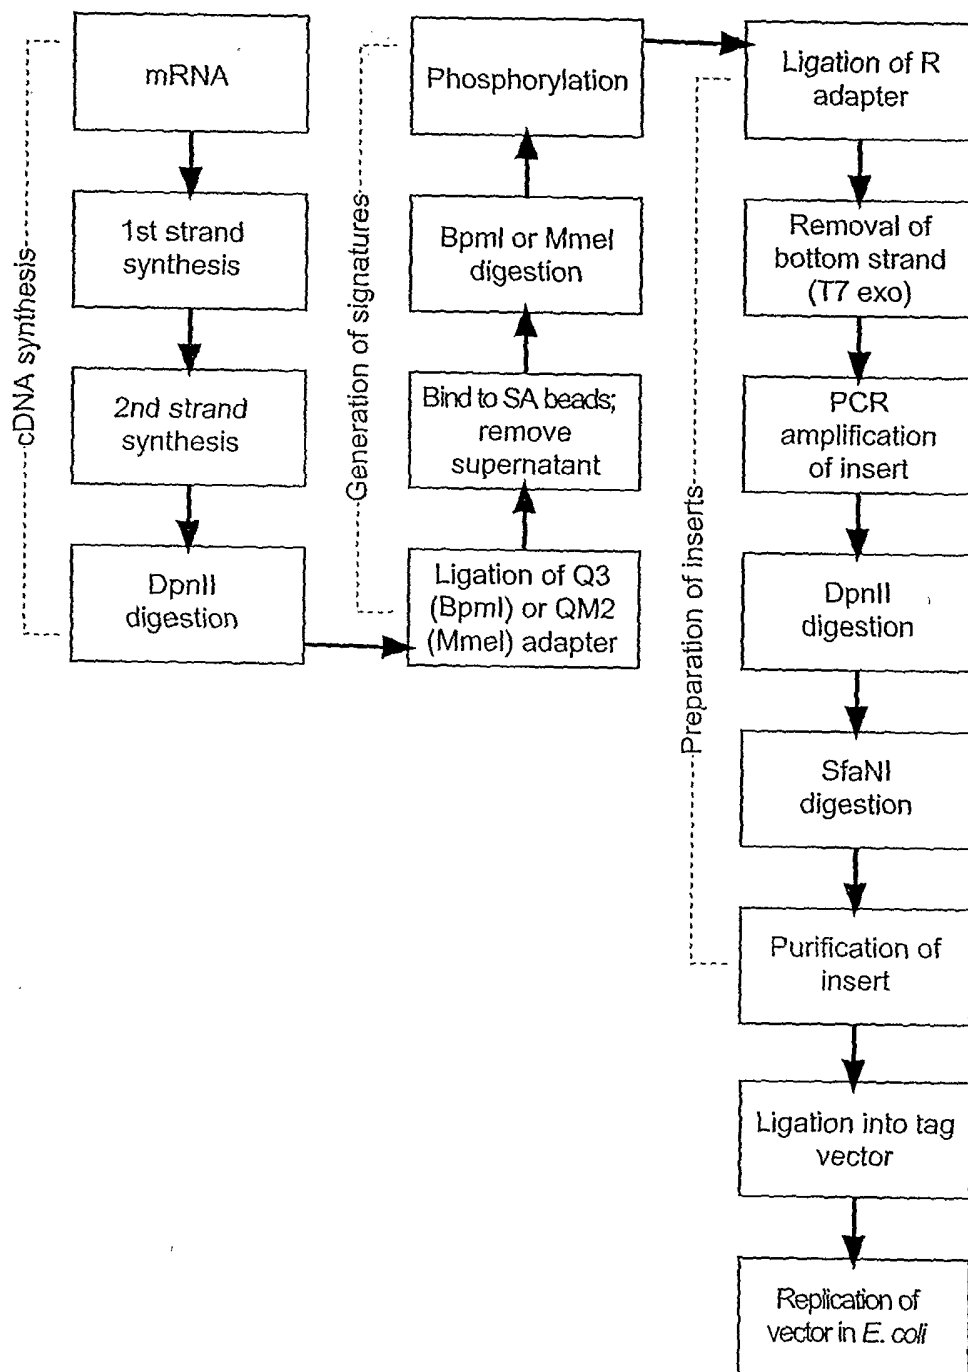 cDNA synthesis
mRNA
1st strand
synthesis
2nd strand
synthesis
DpnII
digestion
Generation of signatures
Phosphorylation
BpmI or MmeI
digestion
Bind to SA beads;
remove
supernatant
Ligation of Q3
(BpmI) or QM2
(MmeI) adapter
Preparation of inserts
Ligation of R
adapter
Removal of
bottom strand
(T7 exo)
PCR
amplification
of insert
DpnII
digestion
SfaNI
digestion
Purification of
insert
Ligation into tag
vector
Replication of
vector in E. coli